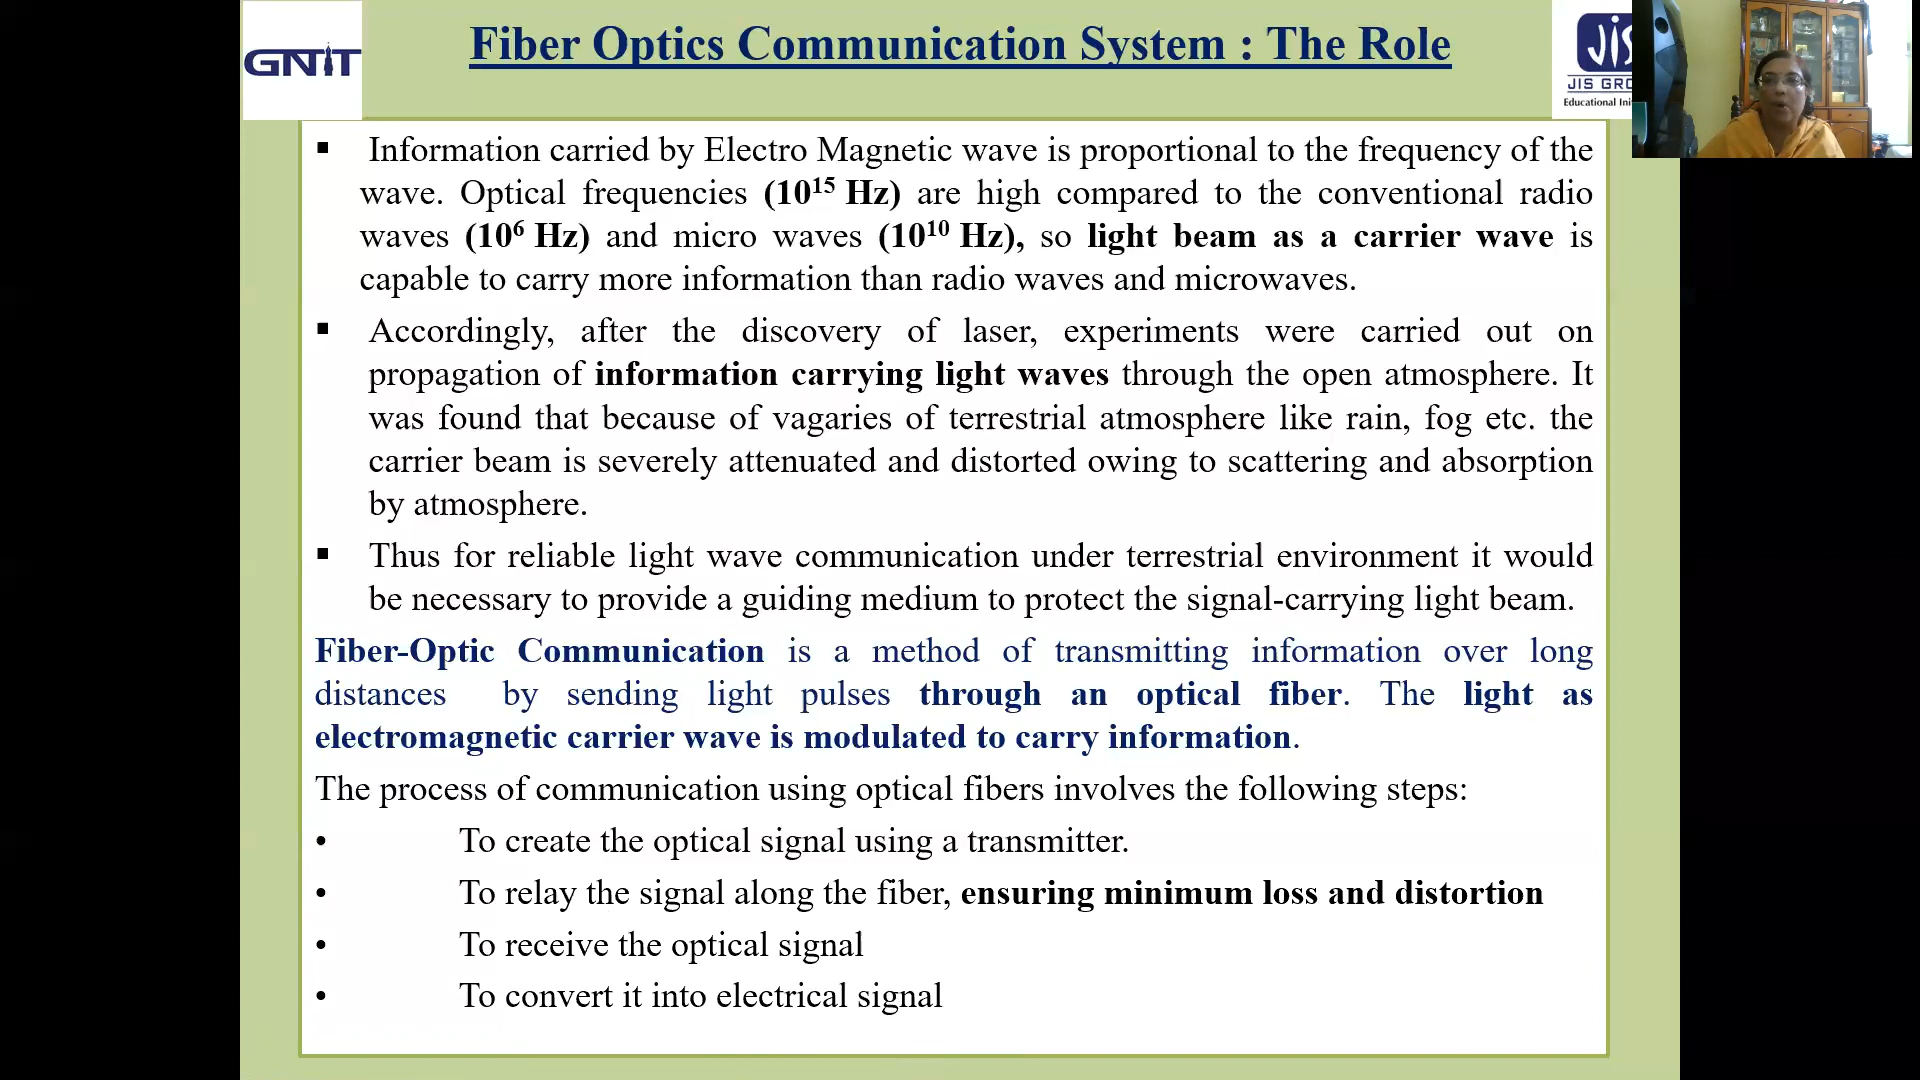 GNIT
Fiber Optics Communication System : The Role
JIS GRO
Educational Ini
▪ Information carried by Electro Magnetic wave is proportional to the frequency of the
wave. Optical frequencies (10¹⁵ Hz) are high compared to the conventional radio
waves (10⁶ Hz) and micro waves (10¹⁰ Hz), so light beam as a carrier wave is
capable to carry more information than radio waves and microwaves.
▪ Accordingly, after the discovery of laser, experiments were carried out on
propagation of information carrying light waves through the open atmosphere. It
was found that because of vagaries of terrestrial atmosphere like rain, fog etc. the
carrier beam is severely attenuated and distorted owing to scattering and absorption
by atmosphere.
▪ Thus for reliable light wave communication under terrestrial environment it would
be necessary to provide a guiding medium to protect the signal-carrying light beam.
Fiber-Optic Communication is a method of transmitting information over long
distances by sending light pulses through an optical fiber. The light as
electromagnetic carrier wave is modulated to carry information.
The process of communication using optical fibers involves the following steps:
• To create the optical signal using a transmitter.
• To relay the signal along the fiber, ensuring minimum loss and distortion
• To receive the optical signal
• To convert it into electrical signal